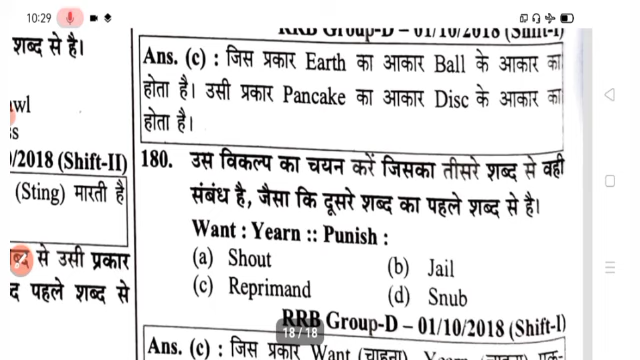 10:29
शब्द से है।
awl
ss
0/2018 (Shift-II)
(Sting) मारती है
से उसी प्रकार
द पहले शब्द से
RRB Group-D – 01/10/2018 (Shift-I)
Ans. (c) : जिस प्रकार Earth का आकार Ball के आकार का
होता है। उसी प्रकार Pancake का आकार Disc के आकार का
होता है।
180. उस विकल्प का चयन करें जिसका तीसरे शब्द से वही
संबंध है, जैसा कि दूसरे शब्द का पहले शब्द से है।
Want : Yearn :: Punish :
(a) Shout
(b) Jail
(c) Reprimand
(d) Snub
18/18
RRB Group-D – 01/10/2018 (Shift-I)
Ans. (c) : जिस प्रकार Want (चाहना)